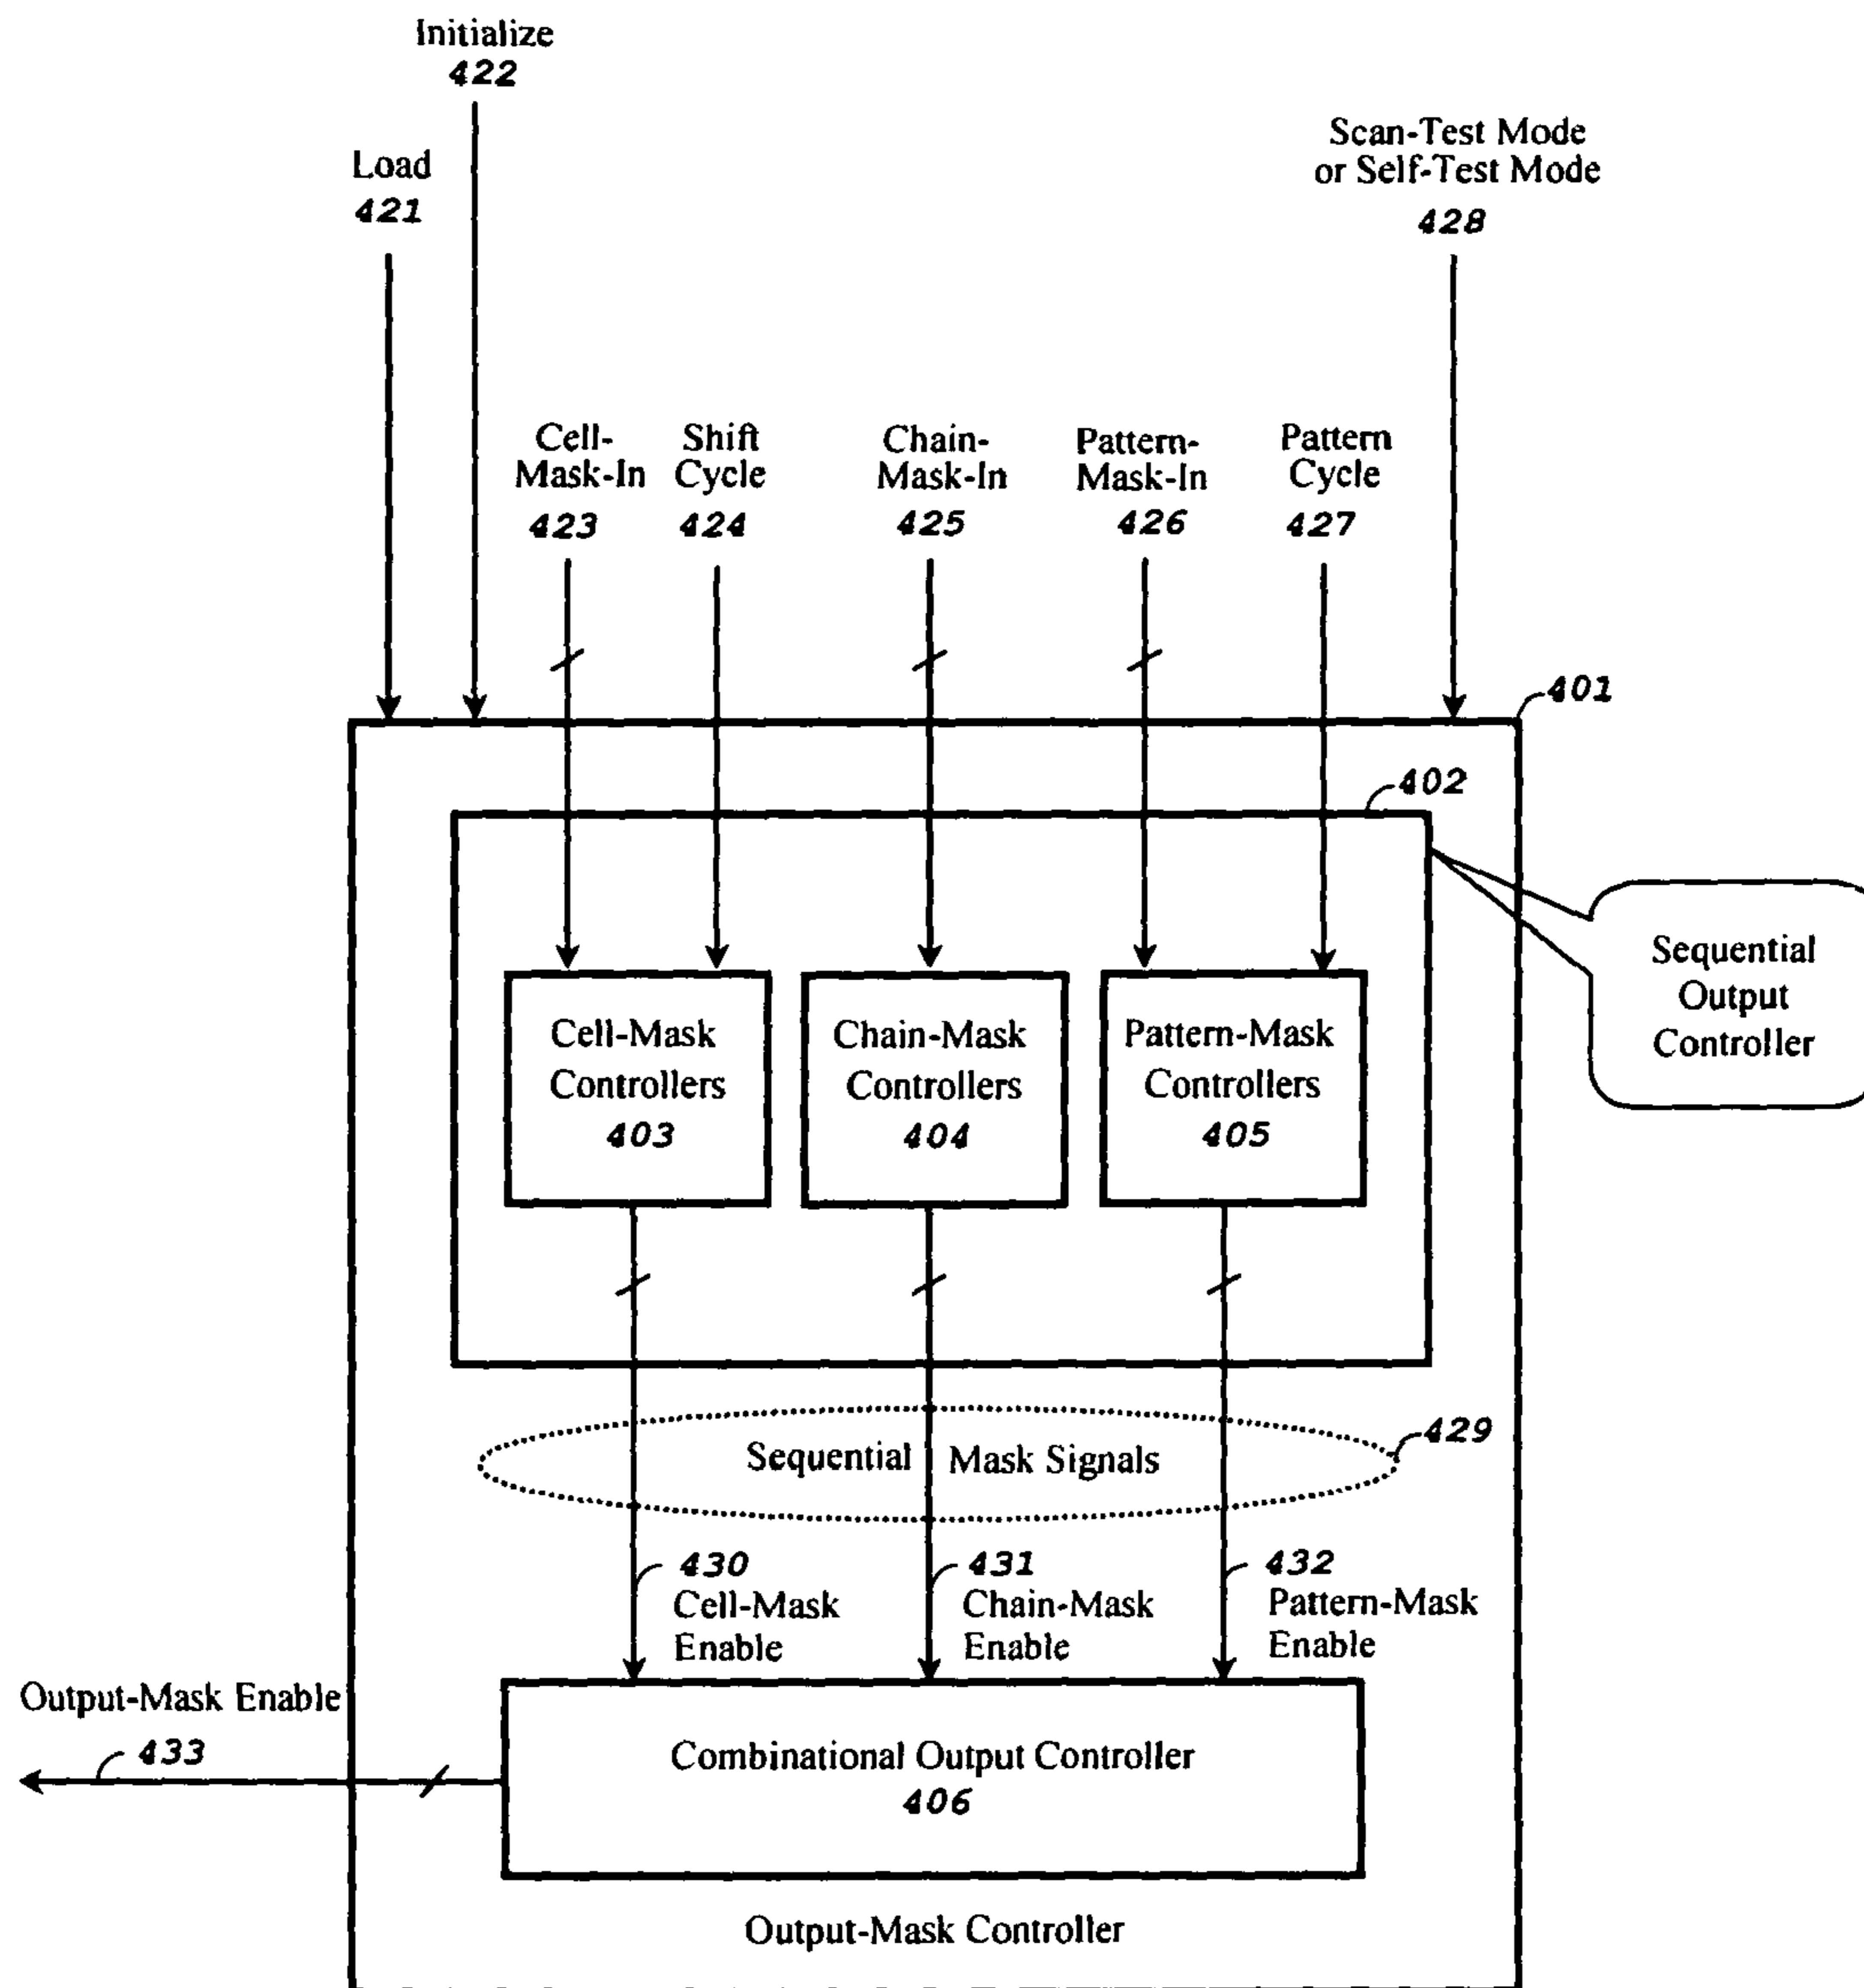 Initialize
422
Load
421
Scan-Test Mode
or Self-Test Mode
428
Cell-
Mask-In
423
Shift
Cycle
424
Chain-
Mask-In
425
Pattern-
Mask-In
426
Pattern
Cycle
427
401
402
Sequential
Output
Controller
Cell-Mask
Controllers
403
Chain-Mask
Controllers
404
Pattern-Mask
Controllers
405
Sequential Mask Signals
429
430
Cell-Mask
Enable
431
Chain-Mask
Enable
432
Pattern-Mask
Enable
Output-Mask Enable
433
Combinational Output Controller
406
Output-Mask Controller